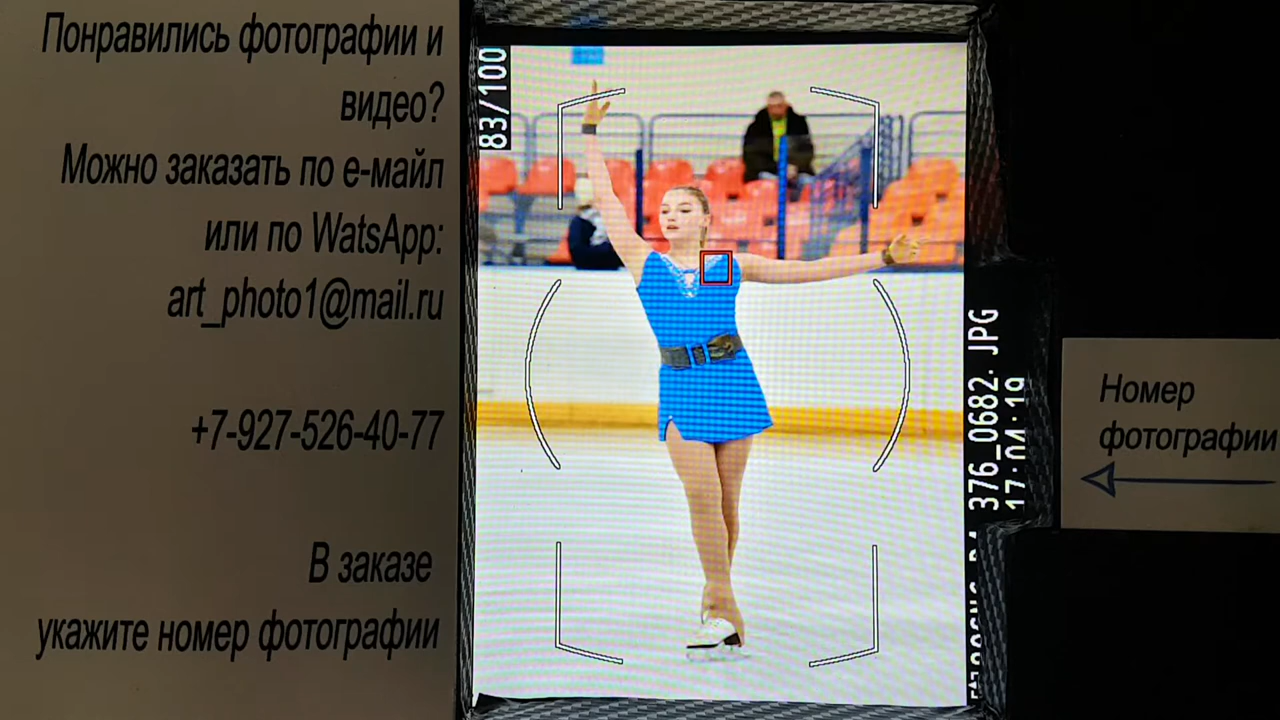 Понравились фотографии и
видео?
Можно заказать по е-майл
или по WatsApp:
art_photo1@mail.ru
+7-927-526-40-77
В заказе
укажите номер фотографии
83/100
376_0682.JPG
17:04:19
Номер
фотографии